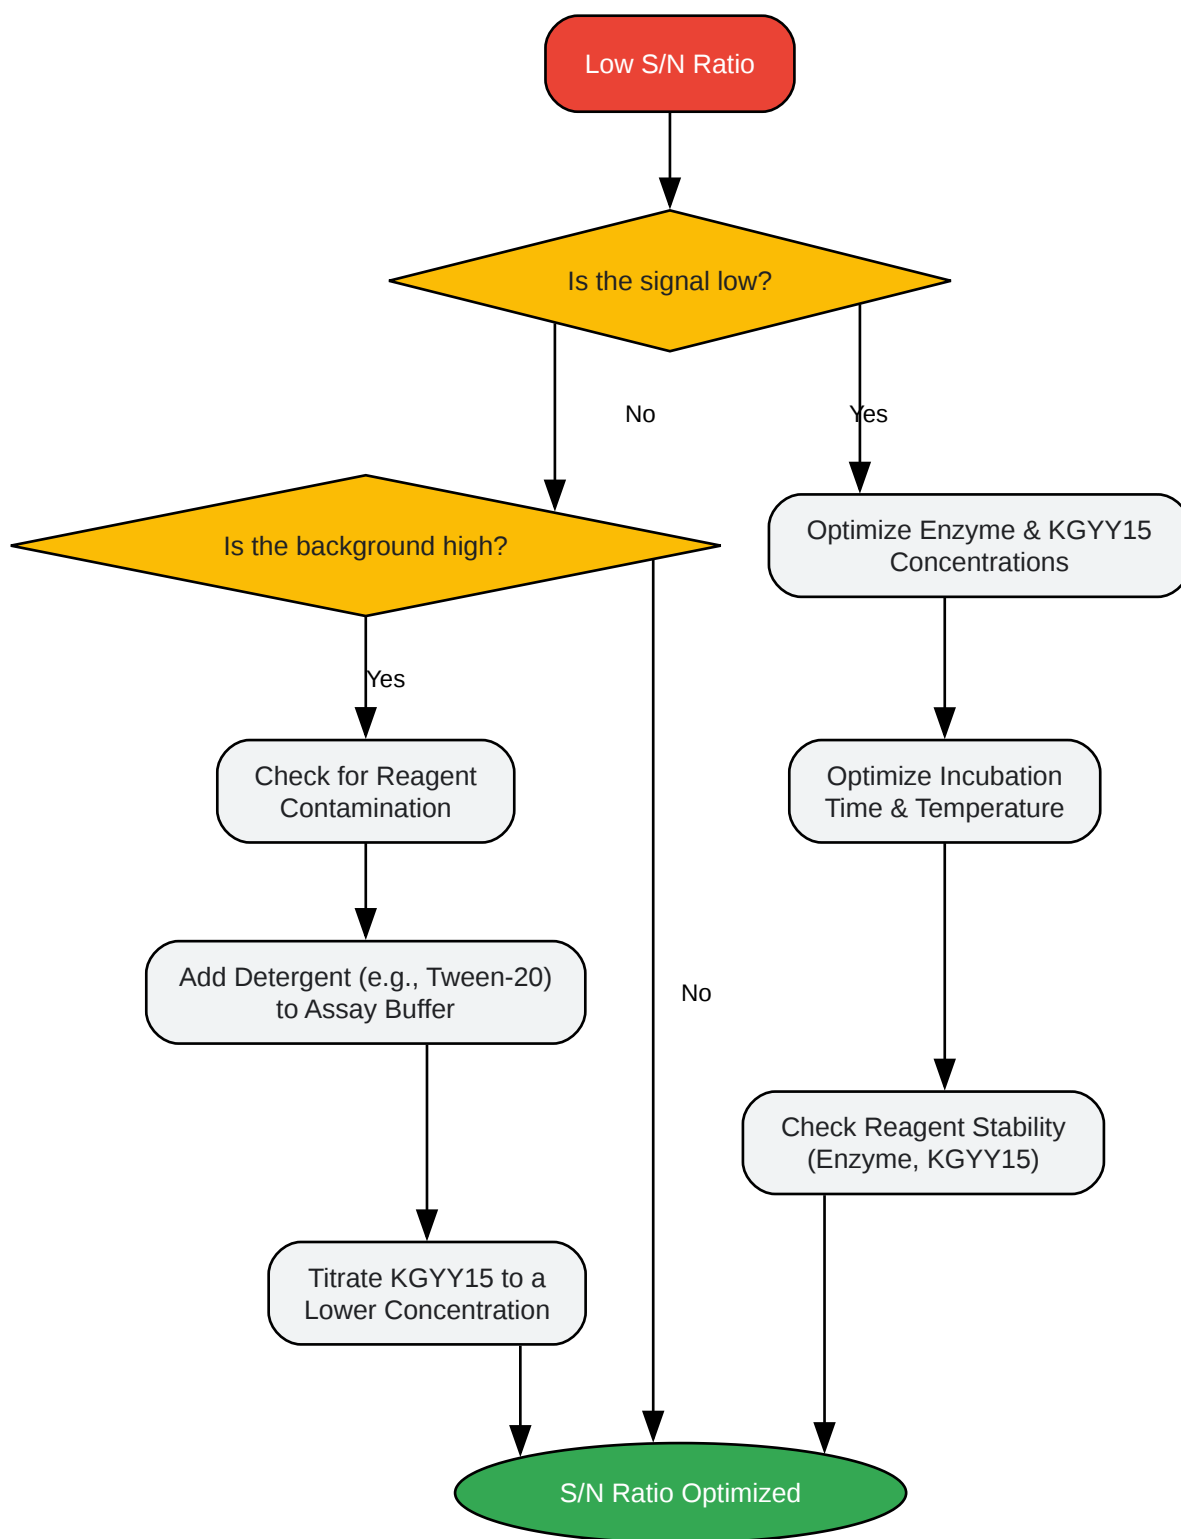 Low S/N Ratio
Is the signal low?
No
Yes
Is the background high?
Optimize Enzyme & KGYY15
Concentrations
Yes
Check for Reagent
Contamination
Optimize Incubation
Time & Temperature
Add Detergent (e.g., Tween-20)
to Assay Buffer
No
Check Reagent Stability
(Enzyme, KGYY15)
Titrate KGYY15 to a
Lower Concentration
S/N Ratio Optimized